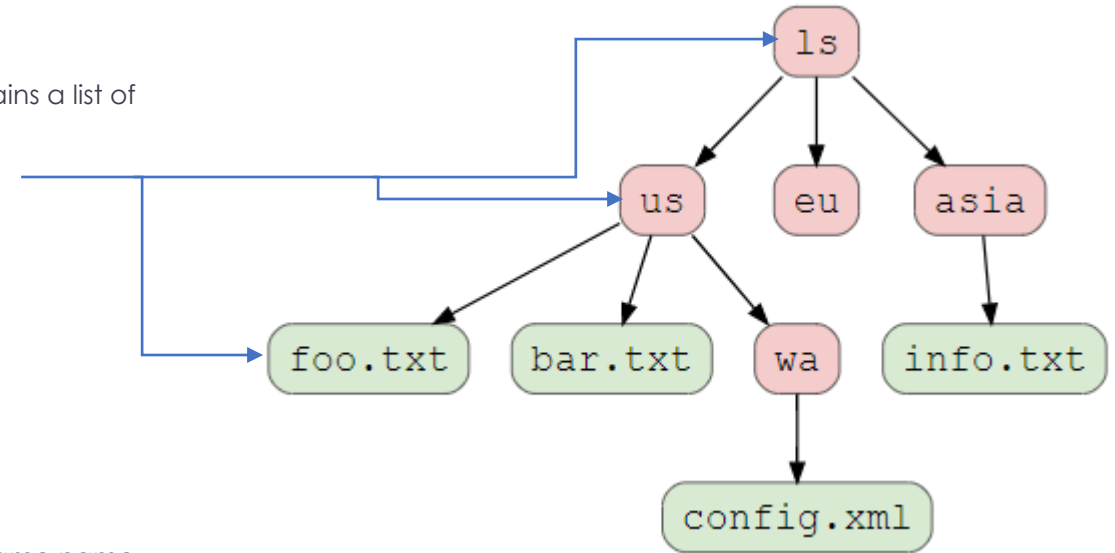 ls
ains a list of
us eu asia
foo.txt bar.txt wa info.txt
config.xml